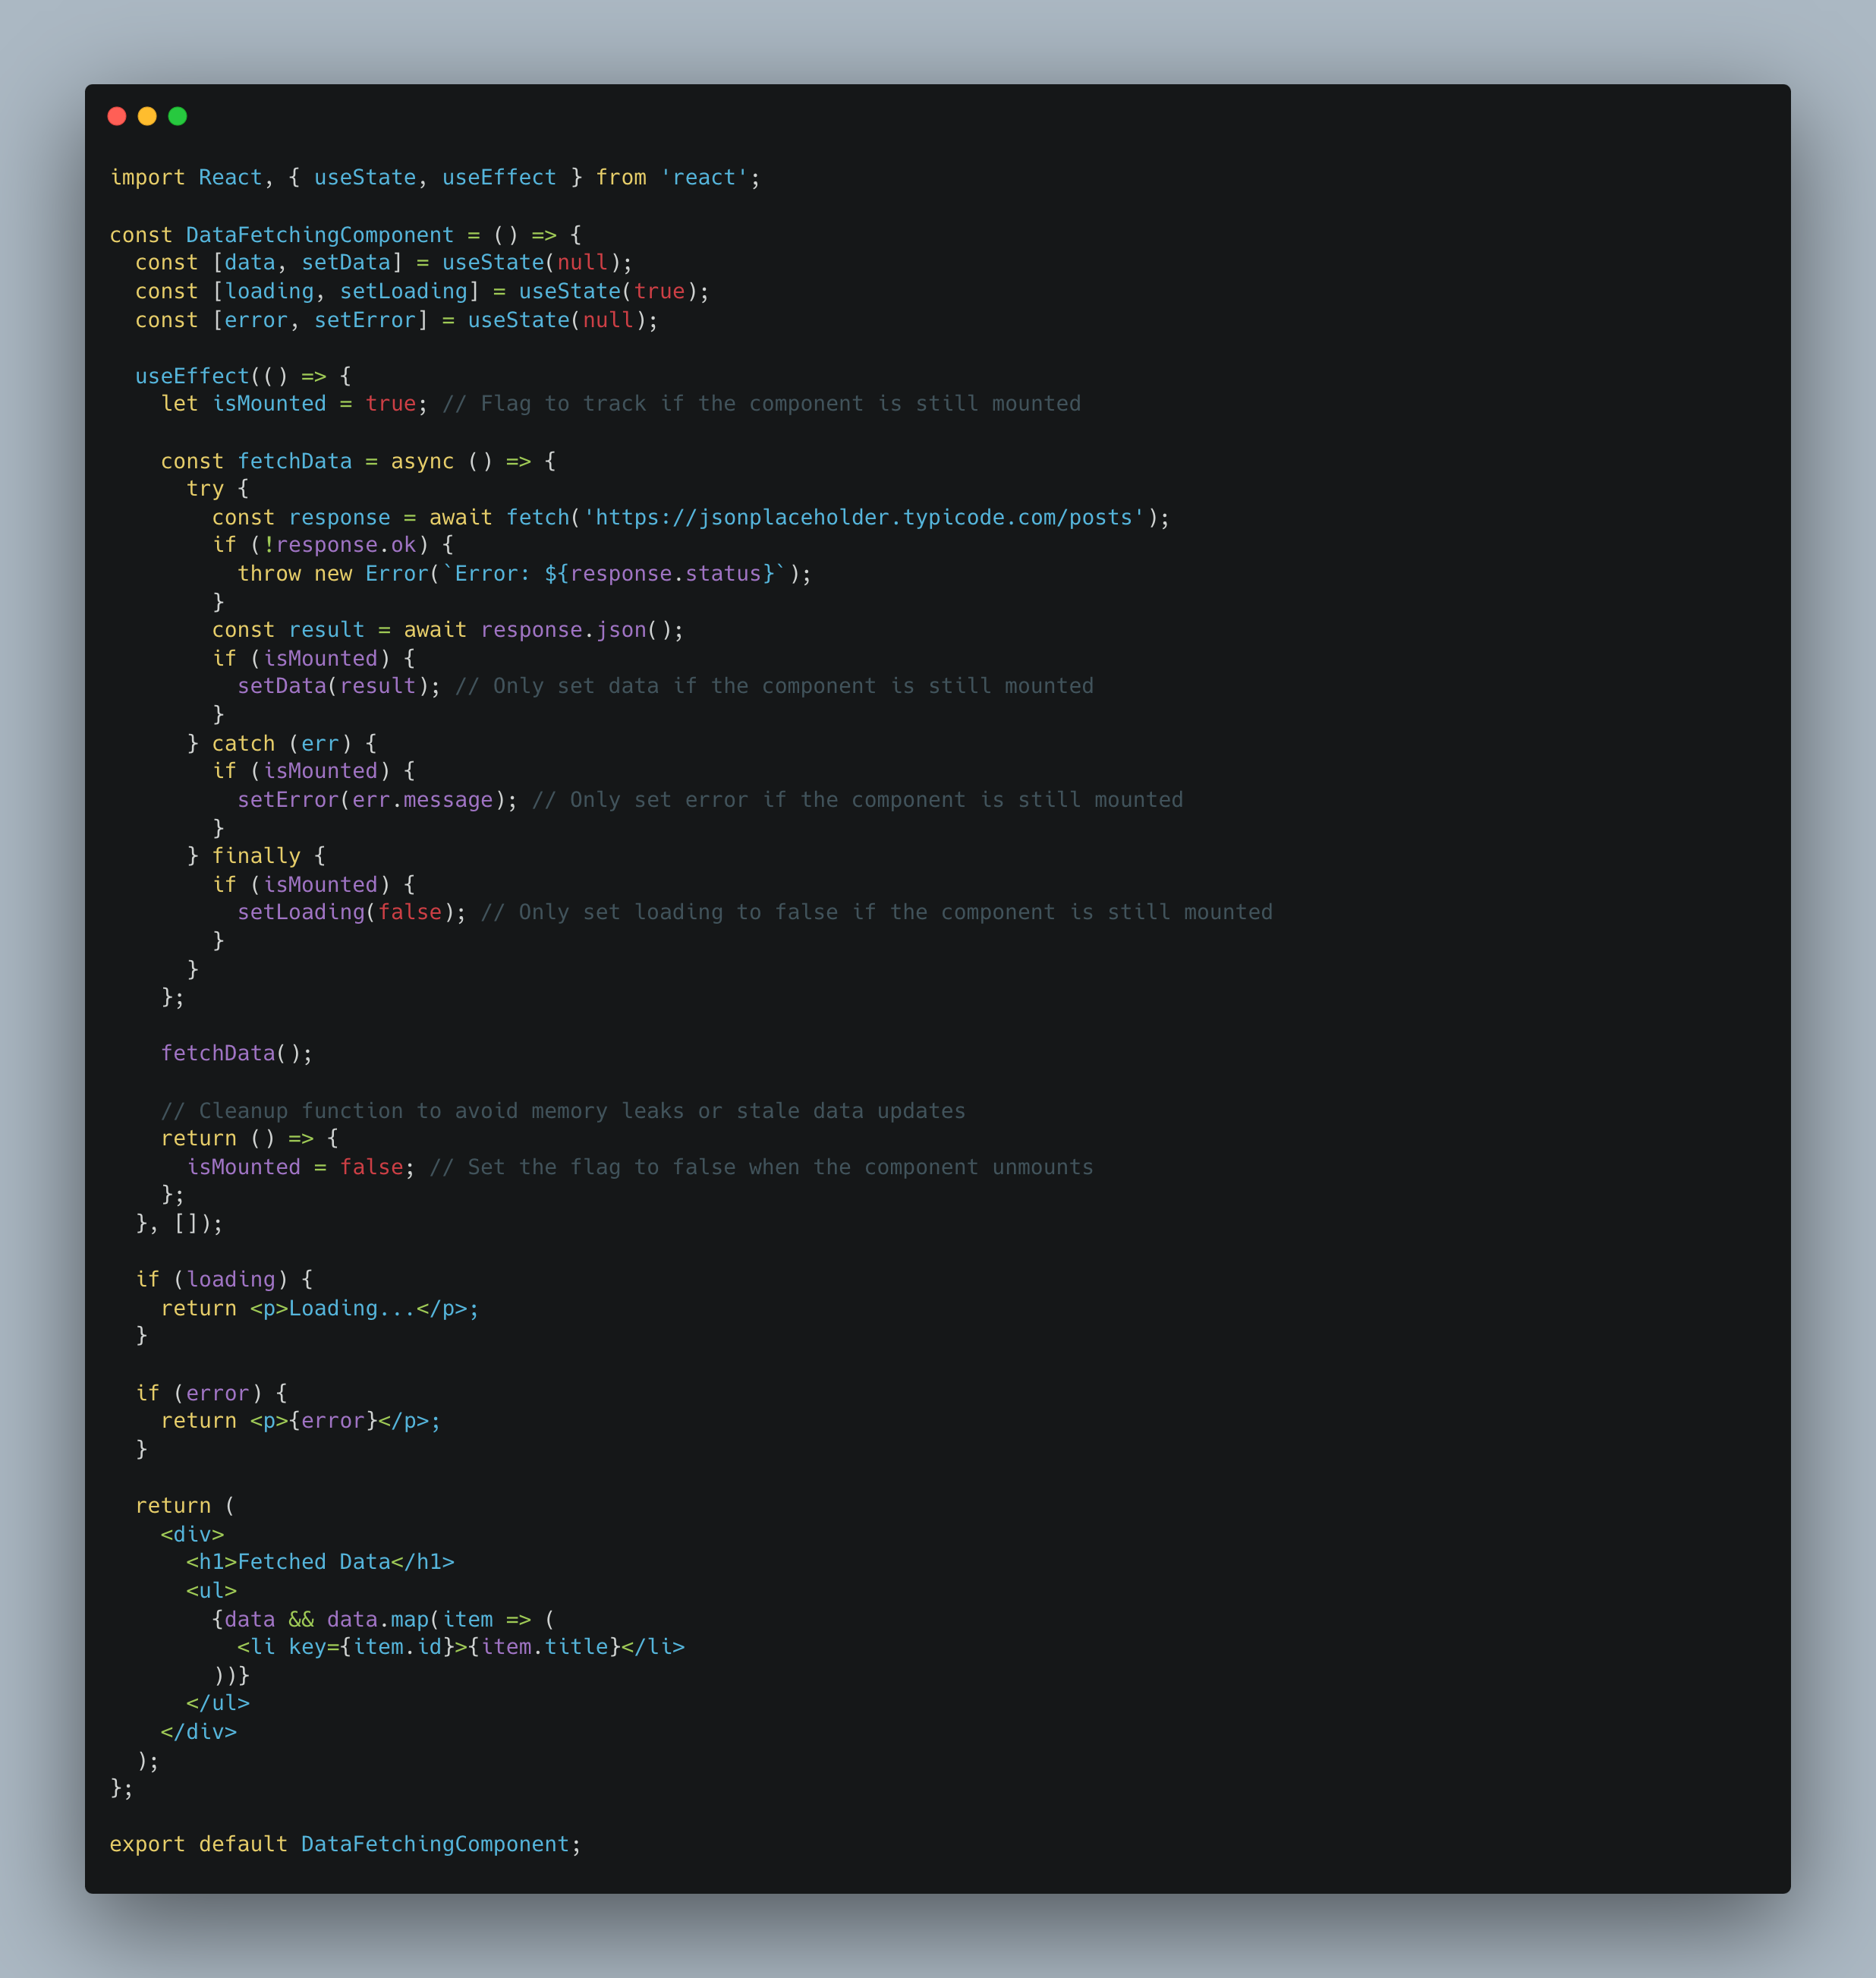 import React, { useState, useEffect } from 'react';

const DataFetchingComponent = () => {
  const [data, setData] = useState(null);
  const [loading, setLoading] = useState(true);
  const [error, setError] = useState(null);

  useEffect(() => {
    let isMounted = true; // Flag to track if the component is still mounted

    const fetchData = async () => {
      try {
        const response = await fetch('https://jsonplaceholder.typicode.com/posts');
        if (!response.ok) {
          throw new Error(`Error: ${response.status}`);
        }
        const result = await response.json();
        if (isMounted) {
          setData(result); // Only set data if the component is still mounted
        }
      } catch (err) {
        if (isMounted) {
          setError(err.message); // Only set error if the component is still mounted
        }
      } finally {
        if (isMounted) {
          setLoading(false); // Only set loading to false if the component is still mounted
        }
      }
    };

    fetchData();

    // Cleanup function to avoid memory leaks or stale data updates
    return () => {
      isMounted = false; // Set the flag to false when the component unmounts
    };
  }, []);

  if (loading) {
    return <p>Loading...</p>;
  }

  if (error) {
    return <p>{error}</p>;
  }

  return (
    <div>
      <h1>Fetched Data</h1>
      <ul>
        {data && data.map(item => (
          <li key={item.id}>{item.title}</li>
        ))}
      </ul>
    </div>
  );
};

export default DataFetchingComponent;